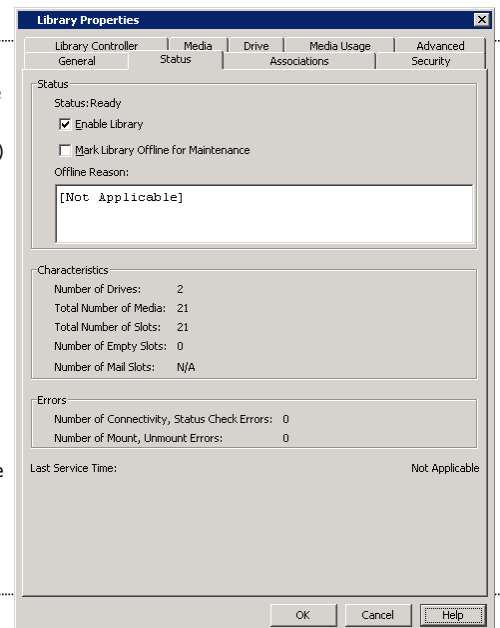 Library Properties
Library Controller Media Drive Media Usage Advanced
General Status Associations Security
Status
Status:Ready
Enable Library
Mark Library Offline for Maintenance
Offline Reason:
[Not Applicable]
Characteristics
Number of Drives: 2
Total Number of Media: 21
Total Number of Slots: 21
Number of Empty Slots: 0
Number of Mail Slots: N/A
Errors
Number of Connectivity, Status Check Errors: 0
Number of Mount, Unmount Errors: 0
Last Service Time: Not Applicable
OK Cancel Help